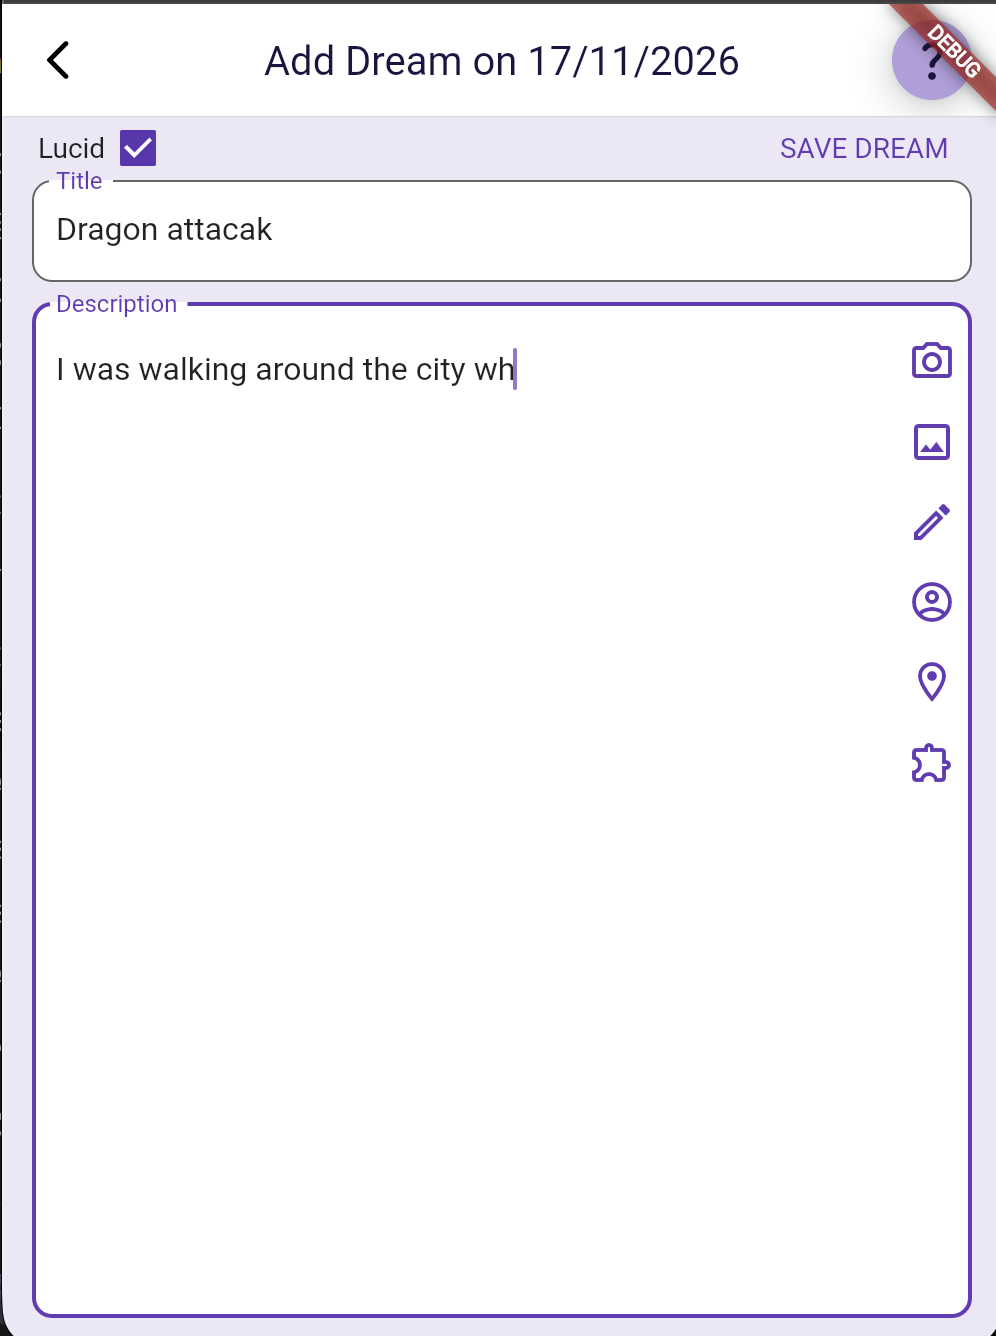 Add Dream on 17/11/2026
?
DEBUG
Lucid
SAVE DREAM
Title
Dragon attacak
Description
I was walking around the city wh